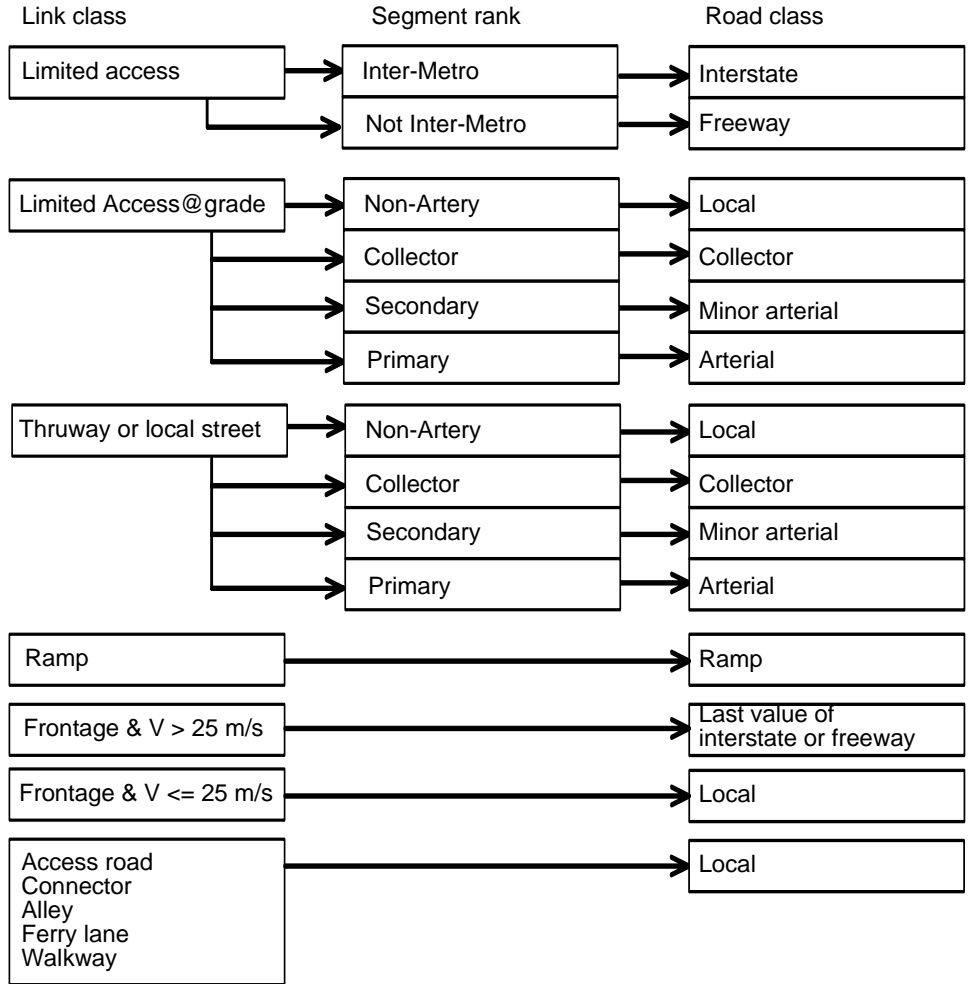 Link class Segment rank Road class
Limited access Inter-Metro Interstate
Not Inter-Metro Freeway
Limited Access@grade Non-Artery Local
Collector Collector
Secondary Minor arterial
Primary Arterial
Thruway or local street Non-Artery Local
Collector Collector
Secondary Minor arterial
Primary Arterial
Ramp Ramp
Frontage & V > 25 m/s Last value of
interstate or freeway
Frontage & V <= 25 m/s Local
Access road Local
Connector
Alley
Ferry lane
Walkway